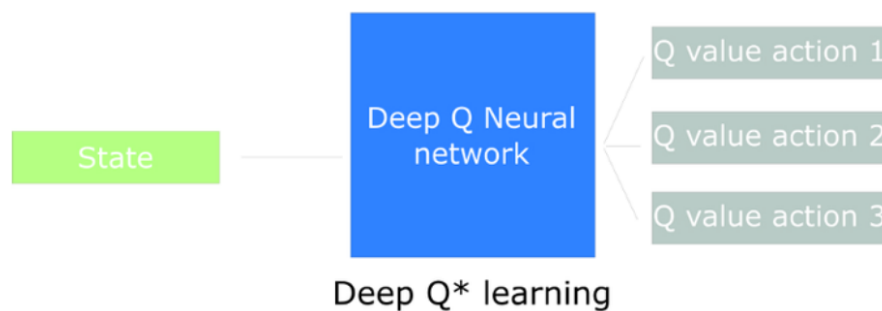 State
Deep Q Neural
network
Q value action 1
Q value action 2
Q value action 3
Deep Q* learning